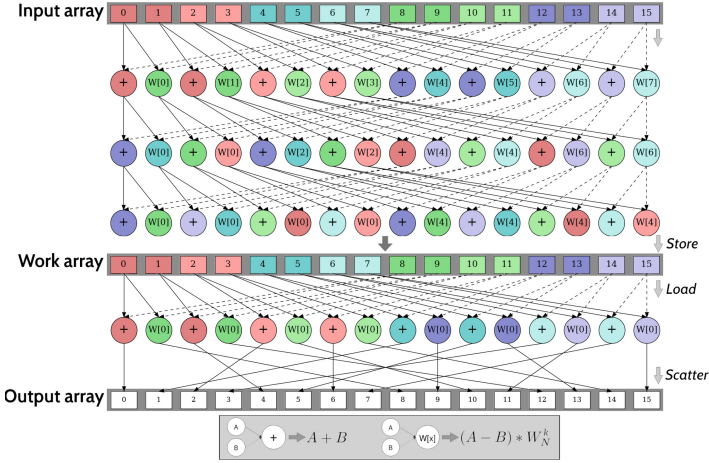 Input array 0 1 2 3 4 5 6 7 8 9 10 11 12 13 14 15
+ W[0] + W[1] + W[2] + W[3] + W[4] + W[5] + W[6] + W[7]
+ W[0] + W[0] + W[2] + W[2] + W[4] + W[4] + W[6] + W[6]
+ W[0] + W[0] + W[0] + W[0] + W[4] + W[4] + W[4] + W[4]
Store
Work array 0 1 2 3 4 5 6 7 8 9 10 11 12 13 14 15
Load
+ W[0] + W[0] + W[0] + W[0] + W[0] + W[0] + W[0] + W[0]
Scatter
Output array 0 1 2 3 4 5 6 7 8 9 10 11 12 13 14 15
A B + A + B
A B W[x] (A − B) ∗ W_N^k